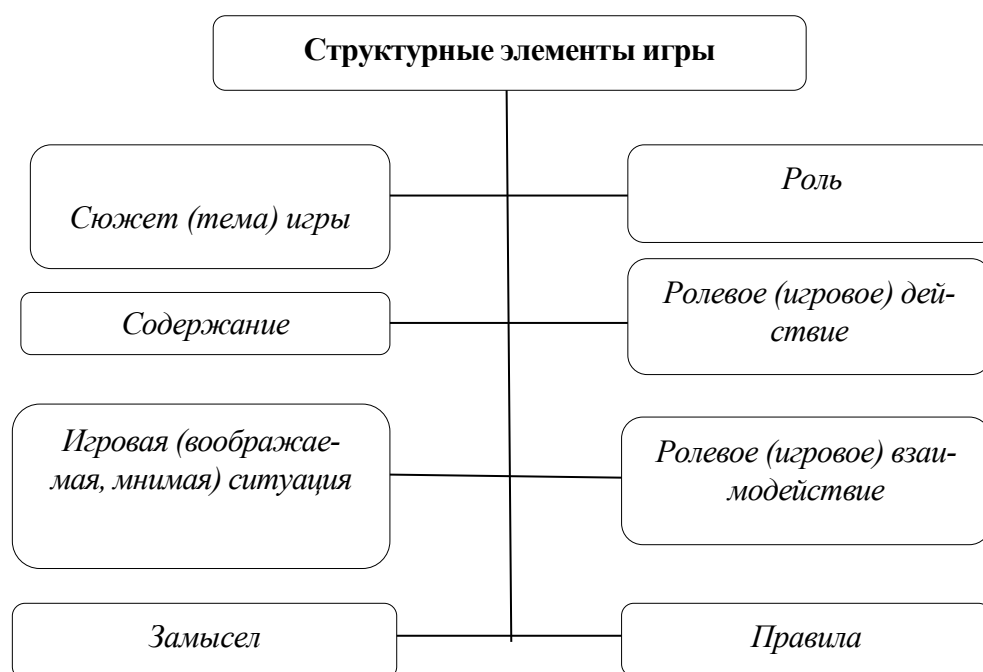 Структурные элементы игры
Сюжет (тема) игры
Роль
Содержание
Ролевое (игровое) дей-
ствие
Игровая (воображае-
мая, мнимая) ситуация
Ролевое (игровое) взаи-
модействие
Замысел
Правила